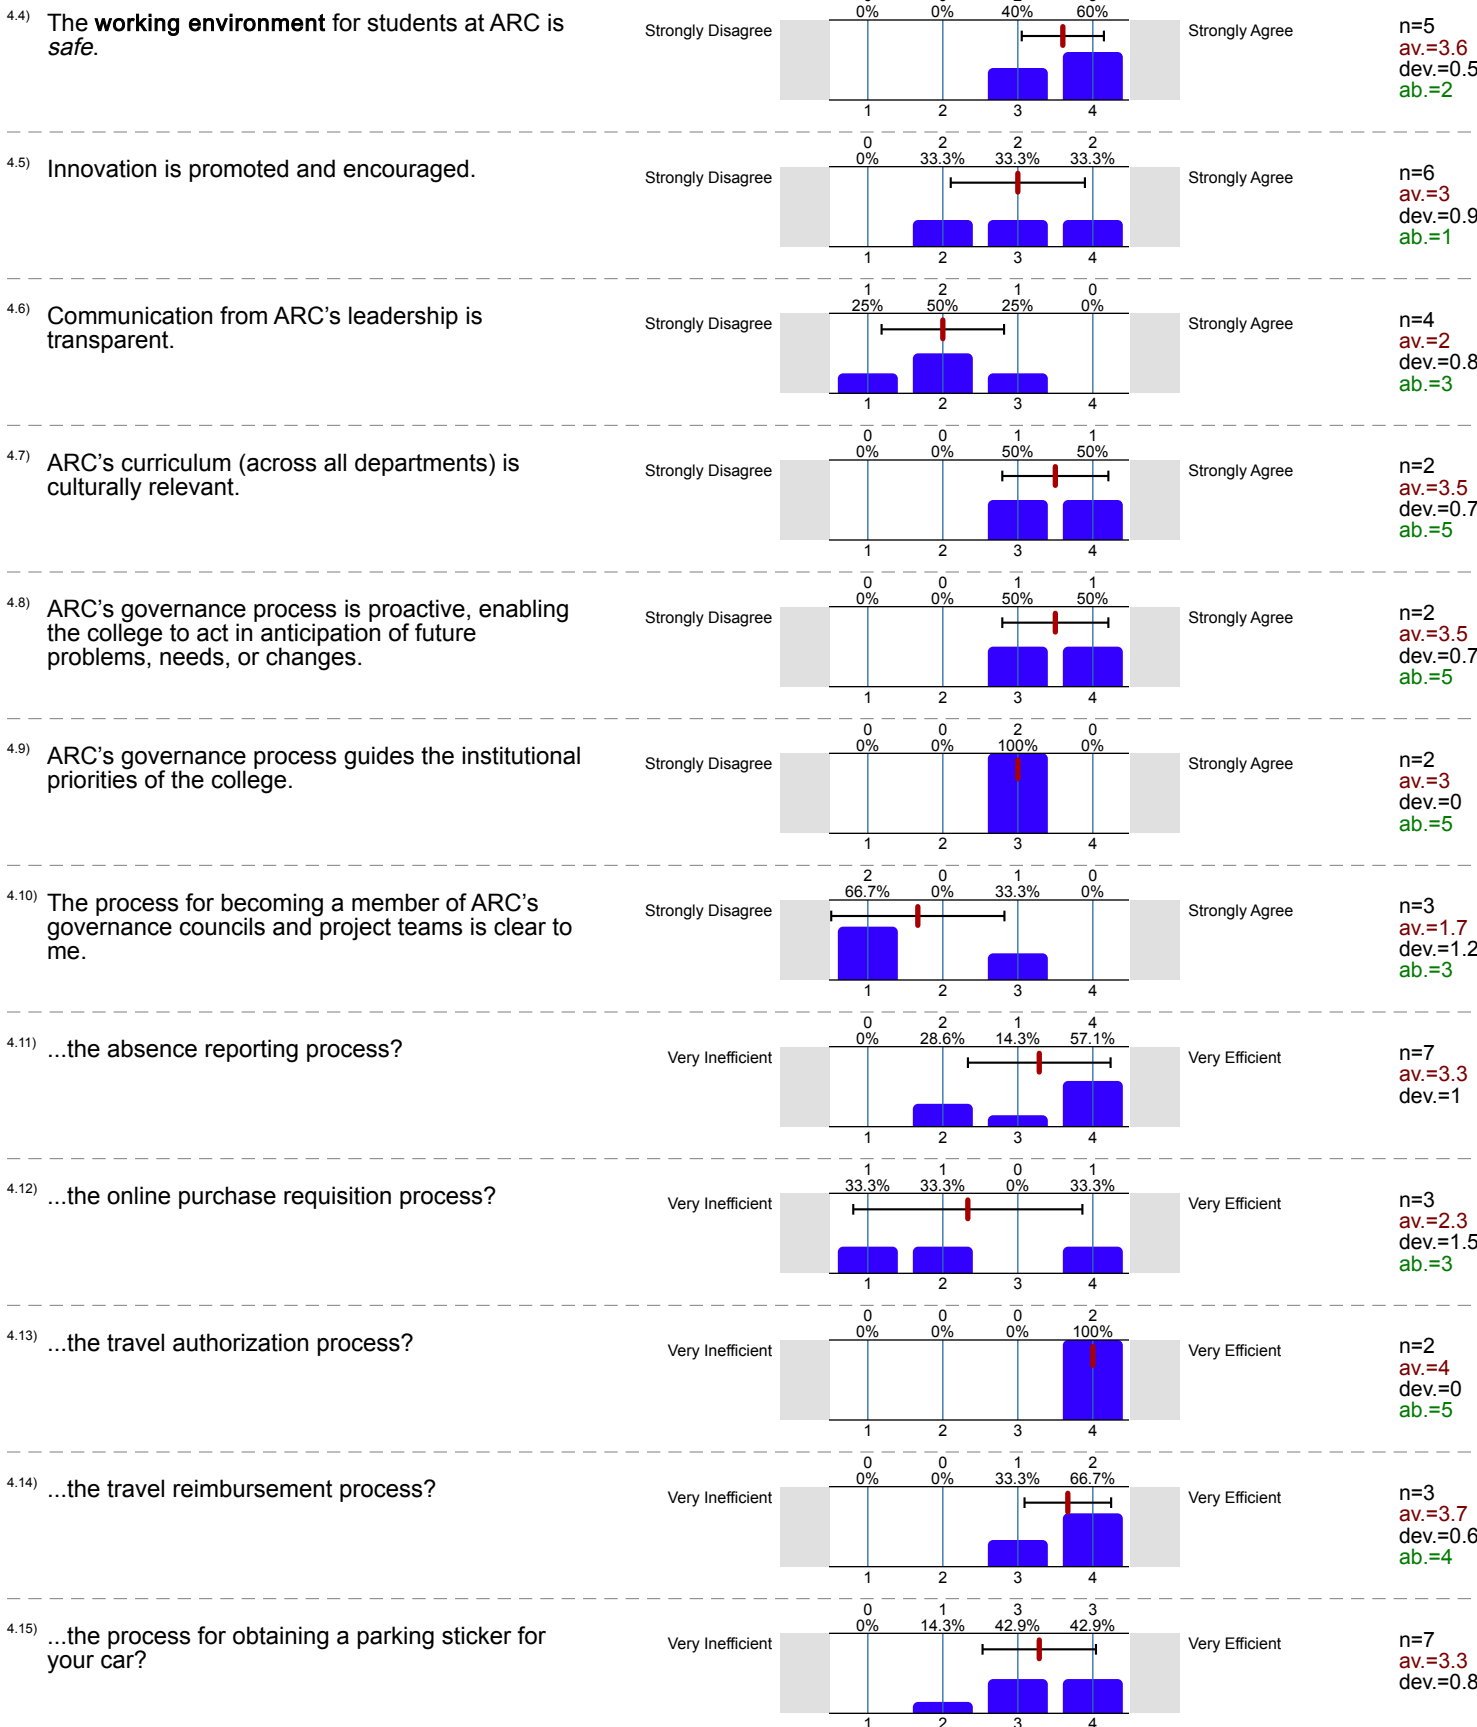 0 0 2 3
0% 0% 40% 60%
4.4) The working environment for students at ARC is
safe.
Strongly Disagree
Strongly Agree
n=5
av.=3.6
dev.=0.5
ab.=2
1 2 3 4
0 2 2 2
0% 33.3% 33.3% 33.3%
4.5) Innovation is promoted and encouraged.
Strongly Disagree
Strongly Agree
n=6
av.=3
dev.=0.9
ab.=1
1 2 3 4
1 2 1 0
25% 50% 25% 0%
4.6) Communication from ARC’s leadership is
transparent.
Strongly Disagree
Strongly Agree
n=4
av.=2
dev.=0.8
ab.=3
1 2 3 4
0 0 1 1
0% 0% 50% 50%
4.7) ARC’s curriculum (across all departments) is
culturally relevant.
Strongly Disagree
Strongly Agree
n=2
av.=3.5
dev.=0.7
ab.=5
1 2 3 4
0 0 1 1
0% 0% 50% 50%
4.8) ARC’s governance process is proactive, enabling
the college to act in anticipation of future
problems, needs, or changes.
Strongly Disagree
Strongly Agree
n=2
av.=3.5
dev.=0.7
ab.=5
1 2 3 4
0 0 2 0
0% 0% 100% 0%
4.9) ARC’s governance process guides the institutional
priorities of the college.
Strongly Disagree
Strongly Agree
n=2
av.=3
dev.=0
ab.=5
1 2 3 4
2 0 1 0
66.7% 0% 33.3% 0%
4.10) The process for becoming a member of ARC’s
governance councils and project teams is clear to
me.
Strongly Disagree
Strongly Agree
n=3
av.=1.7
dev.=1.2
ab.=3
1 2 3 4
0 2 1 4
0% 28.6% 14.3% 57.1%
4.11) ...the absence reporting process?
Very Inefficient
Very Efficient
n=7
av.=3.3
dev.=1
1 2 3 4
1 1 0 1
33.3% 33.3% 0% 33.3%
4.12) ...the online purchase requisition process?
Very Inefficient
Very Efficient
n=3
av.=2.3
dev.=1.5
ab.=3
1 2 3 4
0 0 0 2
0% 0% 0% 100%
4.13) ...the travel authorization process?
Very Inefficient
Very Efficient
n=2
av.=4
dev.=0
ab.=5
1 2 3 4
0 0 1 2
0% 0% 33.3% 66.7%
4.14) ...the travel reimbursement process?
Very Inefficient
Very Efficient
n=3
av.=3.7
dev.=0.6
ab.=4
1 2 3 4
0 1 3 3
0% 14.3% 42.9% 42.9%
4.15) ...the process for obtaining a parking sticker for
your car?
Very Inefficient
Very Efficient
n=7
av.=3.3
dev.=0.8
1 2 3 4